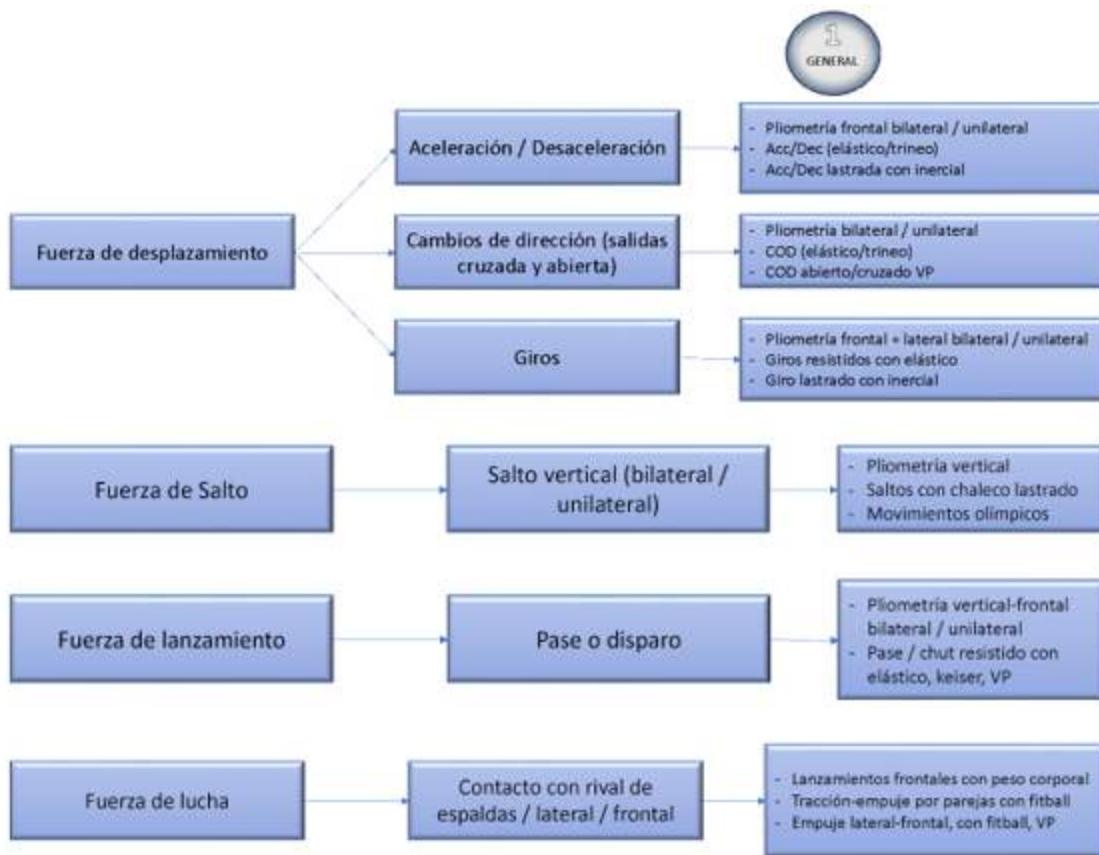 1
GENERAL
Aceleración / Desaceleración
- Pliometría frontal bilateral / unilateral
- Acc/Dec (elástico/trineo)
- Acc/Dec lastrada con inercial
Fuerza de desplazamiento
Cambios de dirección (salidas
cruzada y abierta)
- Pliometría bilateral / unilateral
- COD (elástico/trineo)
- COD abierto/cruzado VP
Giros
- Pliometría frontal + lateral bilateral / unilateral
- Giros resistidos con elástico
- Giro lastrado con inercial
Fuerza de Salto
Salto vertical (bilateral /
unilateral)
- Pliometría vertical
- Saltos con chaleco lastrado
- Movimientos olímpicos
Fuerza de lanzamiento
Pase o disparo
- Pliometría vertical-frontal
bilateral / unilateral
- Pase / chut resistido con
elástico, keiser, VP
Fuerza de lucha
Contacto con rival de
espaldas / lateral / frontal
- Lanzamientos frontales con peso corporal
- Tracción-empuje por parejas con fitball
- Empuje lateral-frontal, con fitball, VP